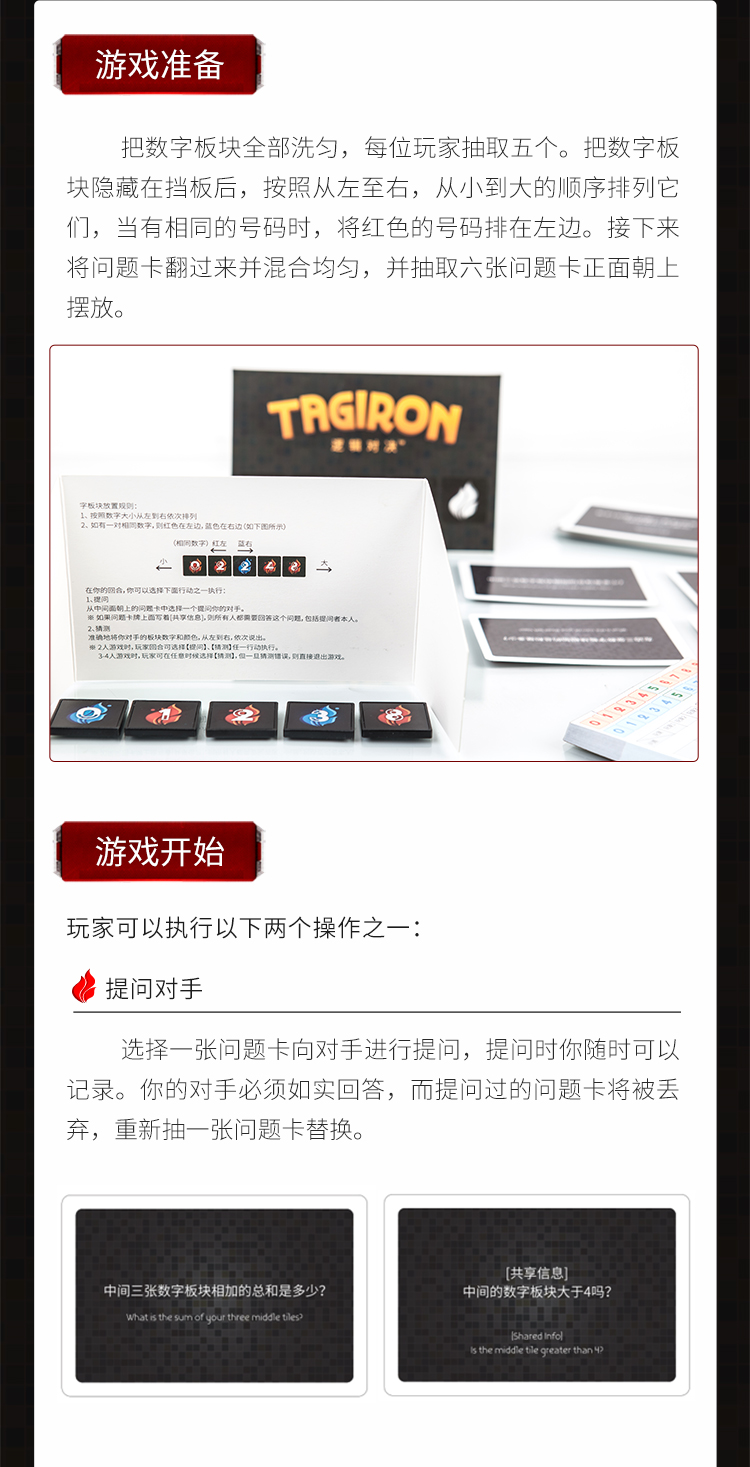 游戏准备
把数字板块全部洗匀，每位玩家抽取五个。把数字板
块隐藏在挡板后，按照从左至右，从小到大的顺序排列它
们，当有相同的号码时，将红色的号码排在左边。接下来
将问题卡翻过来并混合均匀，并抽取六张问题卡正面朝上
摆放。
TAGIRON
逻辑对决™
字板块放置规则：
1、按照数字大小从左到右依次排列
2、如有一对相同数字，则红色在左边，蓝色在右边（如下图所示）
（相同数字）红左 蓝右
小 0 2 2 4 8 大
在你的回合，你可以选择下面行动之一执行：
1、提问
从中间面朝上的问题卡中选择一个提问你的对手。
※ 如果问题卡牌上面写着[共享信息]，则所有人都需要回答这个问题，包括提问者本人。
2、猜测
准确地将你对手的板块数字和颜色，从左到右，依次说出。
※ 2人游戏时，玩家回合可选择【提问】、【猜测】任一行动执行。
3-4人游戏时，玩家可在任意时候选择【猜测】，但一旦猜测错误，则直接退出游戏。
0 1 2 3 8
0 1 2 3 4 5 6 7 8
0 1 2 3 4 5
游戏开始
玩家可以执行以下两个操作之一：
提问对手
选择一张问题卡向对手进行提问，提问时你随时可以
记录。你的对手必须如实回答，而提问过的问题卡将被丢
弃，重新抽一张问题卡替换。
中间三张数字板块相加的总和是多少？
What is the sum of your three middle tiles?
[共享信息]
中间的数字板块大于4吗？
[Shared Info]
Is the middle tile greater than 4?